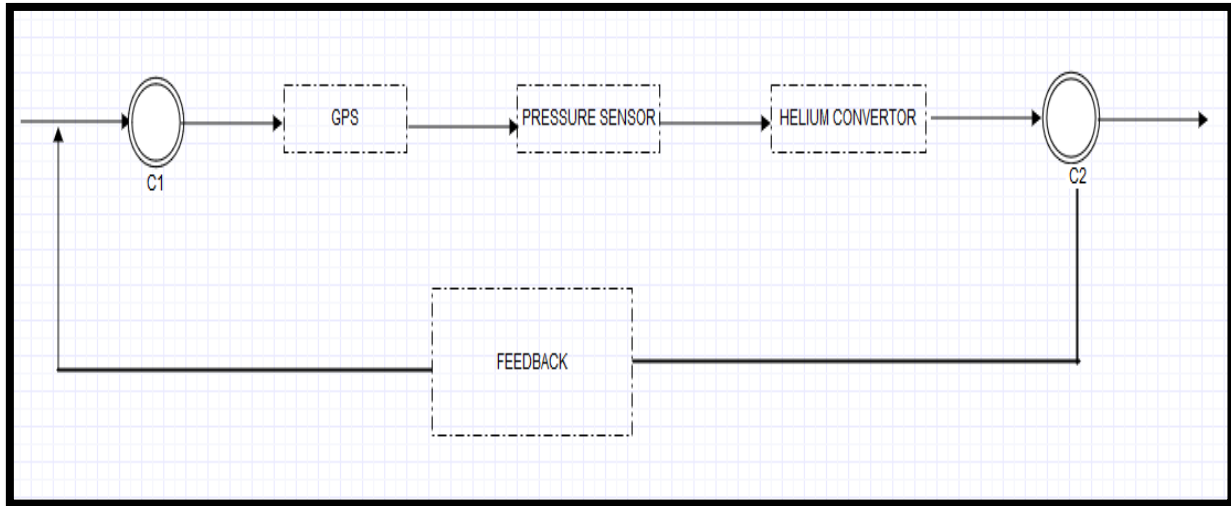 GPS
PRESSURE SENSOR
HELIUM CONVERTOR
C1
C2
FEEDBACK